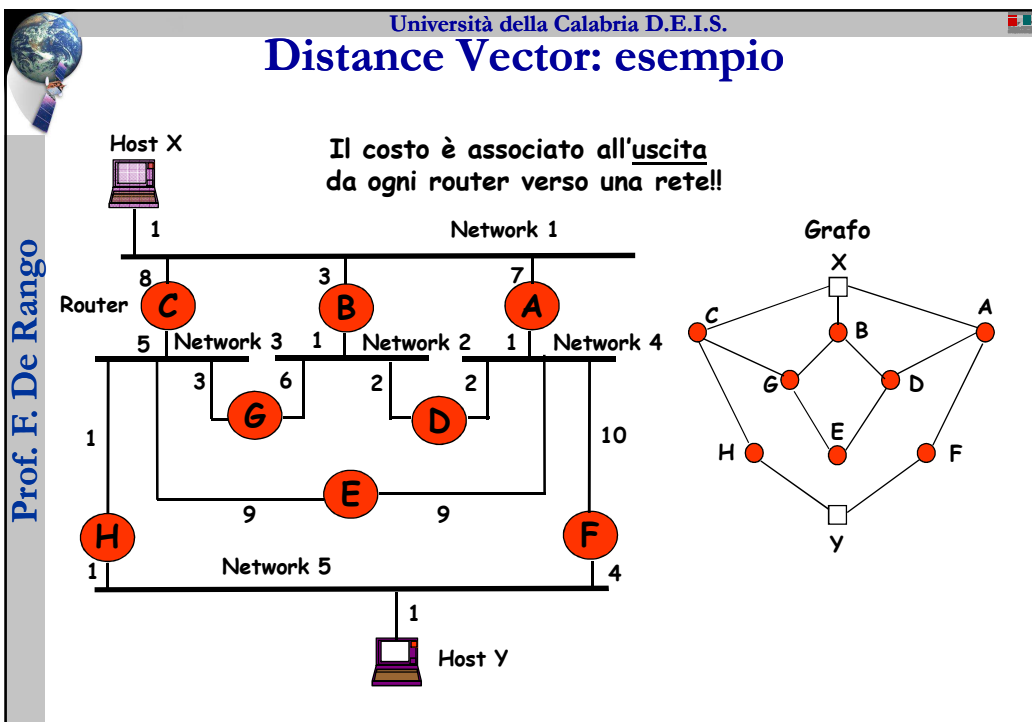 Università della Calabria D.E.I.S.
Distance Vector: esempio
Prof. F. De Rango
Host X
Il costo è associato all'uscita
da ogni router verso una rete!!
1
Network 1
Grafo
X
8
3
7
Router
C
B
A
C
A
B
5
Network 3
1
Network 2
1
Network 4
3
6
2
2
G
D
G
D
1
10
E
E
H
F
9
9
H
F
Y
1
Network 5
4
1
Host Y